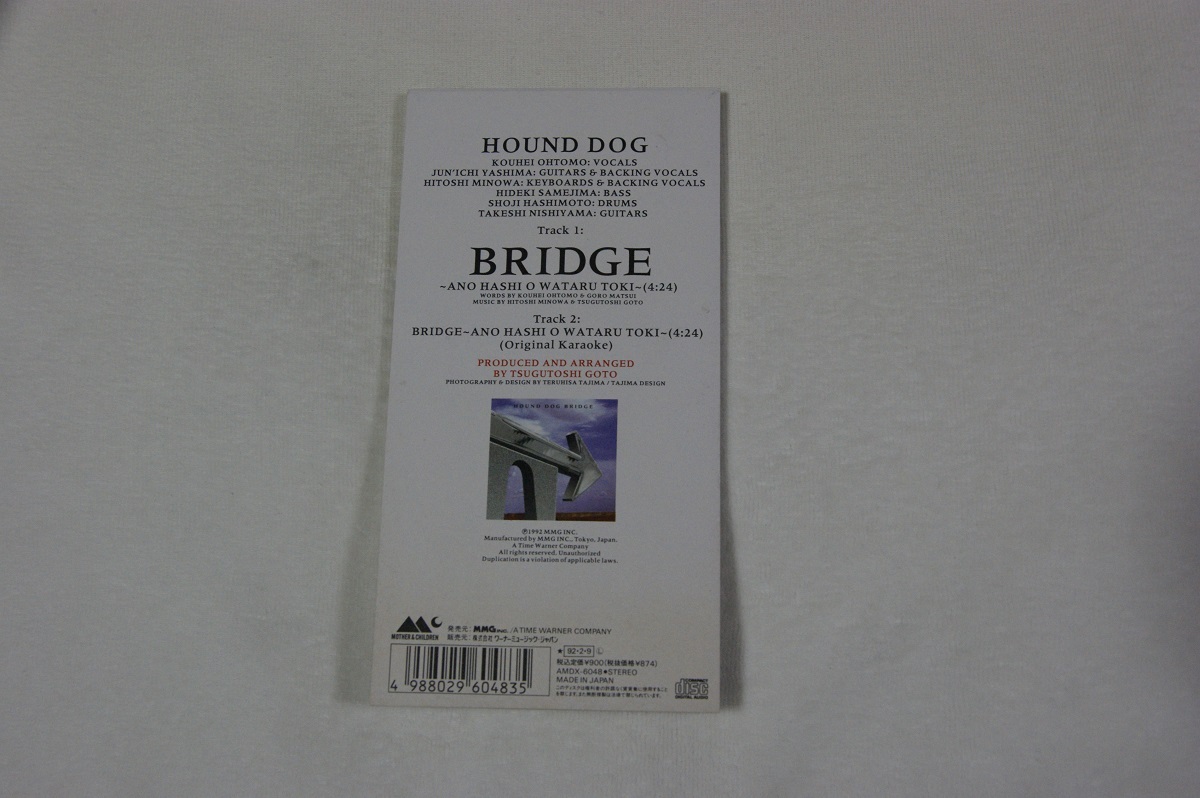 HOUND DOG
KOUHEI OHTOMO: VOCALS
JUN'ICHI YASHIMA: GUITARS & BACKING VOCALS
HITOSHI MINOWA: KEYBOARDS & BACKING VOCALS
HIDEKI SAMEJIMA: BASS
SHOJI HASHIMOTO: DRUMS
TAKESHI NISHIYAMA: GUITARS
Track 1:
BRIDGE
~ANO HASHI O WATARU TOKI~(4:24)
WORDS BY KOUHEI OHTOMO & GORO MATSUI
MUSIC BY HITOSHI MINOWA & TSUGUTOSHI GOTO
Track 2:
BRIDGE~ANO HASHI O WATARU TOKI~(4:24)
(Original Karaoke)
PRODUCED AND ARRANGED
BY TSUGUTOSHI GOTO
PHOTOGRAPHY & DESIGN BY TERUHISA TAJIMA / TAJIMA DESIGN
HOUND DOG BRIDGE
℗1992 MMG INC.
Manufactured by MMG INC., Tokyo, Japan.
A Time Warner Company
All rights reserved. Unauthorized
Duplication is a violation of applicable laws.
MOTHER & CHILDREN
発売元: MMG INC. /A TIME WARNER COMPANY
販売元: 株式会社 ワーナーミュージック・ジャパン
4 988029 604835
★ 92・2・9 Ⓛ
税込定価¥900(税抜価格¥874)
AMDX-6048★STEREO
MADE IN JAPAN
COMPACT
disc
DIGITAL AUDIO